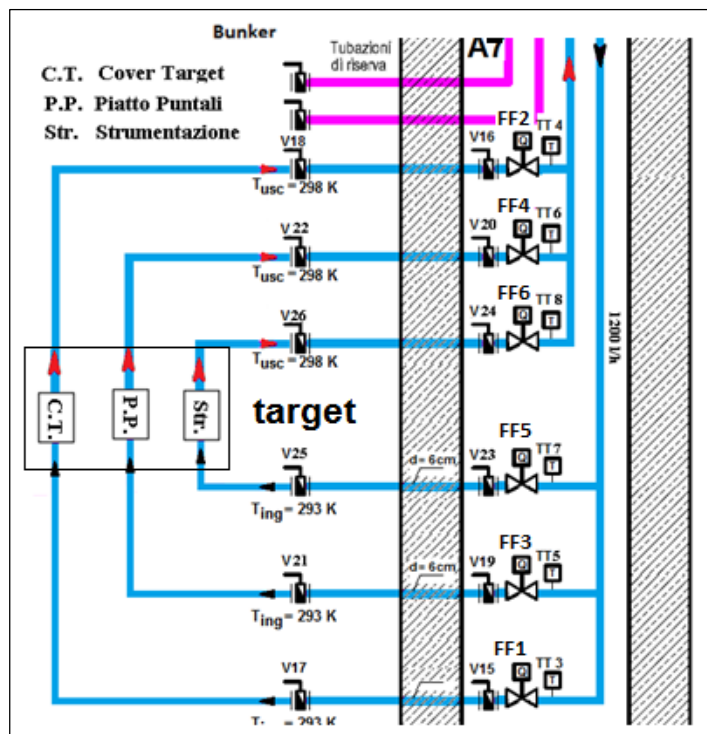 Bunker
Tubazioni
di riserva
A7
C.T. Cover Target
P.P. Piatto Puntali
Str. Strumentazione
V18
V16
FF2
Q
TT 4
T
Tusc = 298 K
V 22
V20
FF4
Q
TT6
T
Tusc = 298 K
V26
V24
FF6
Q
TT 8
T
Tusc = 298 K
1200 l/h
C.T.
P.P.
Str.
target
V25
d= 6cm
V23
FF5
Q
TT7
T
Ting = 293 K
V21
d= 6cm
V19
FF3
Q
TT5
T
Ting = 293 K
V17
V15
FF1
Q
TT 3
T
= 293 K